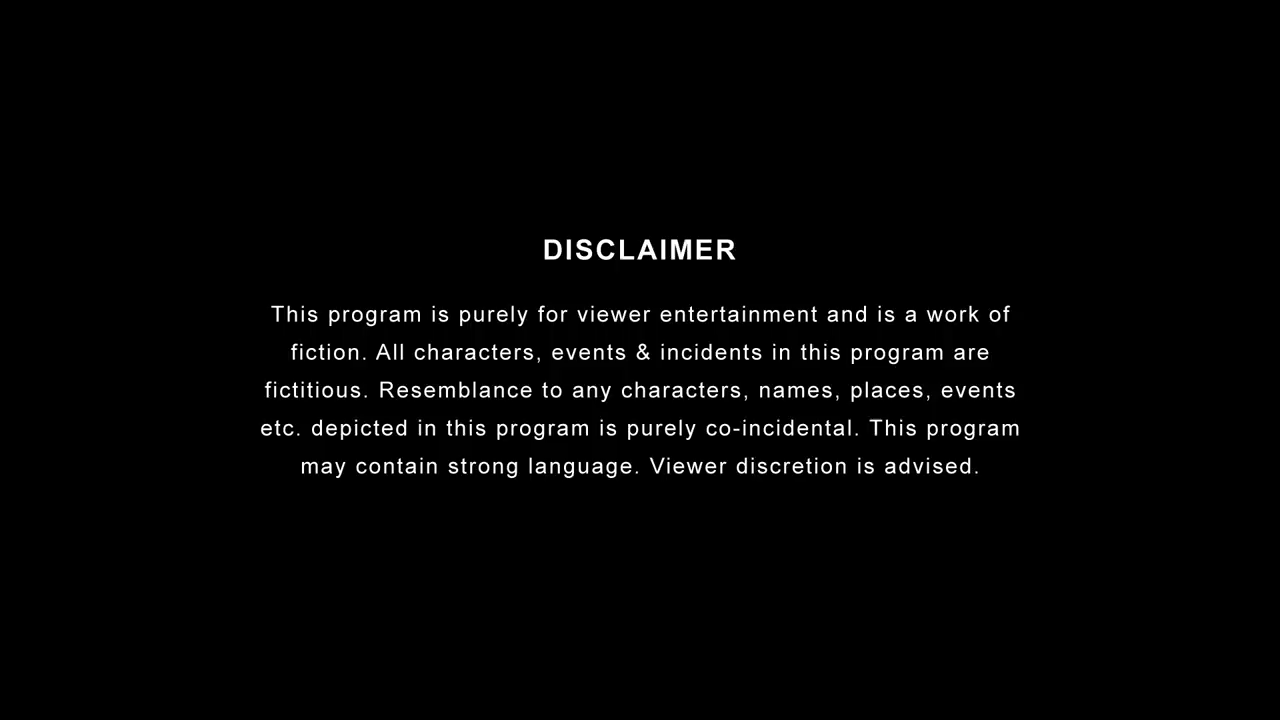 DISCLAIMER
This program is purely for viewer entertainment and is a work of
fiction. All characters, events & incidents in this program are
fictitious. Resemblance to any characters, names, places, events
etc. depicted in this program is purely co-incidental. This program
may contain strong language. Viewer discretion is advised.